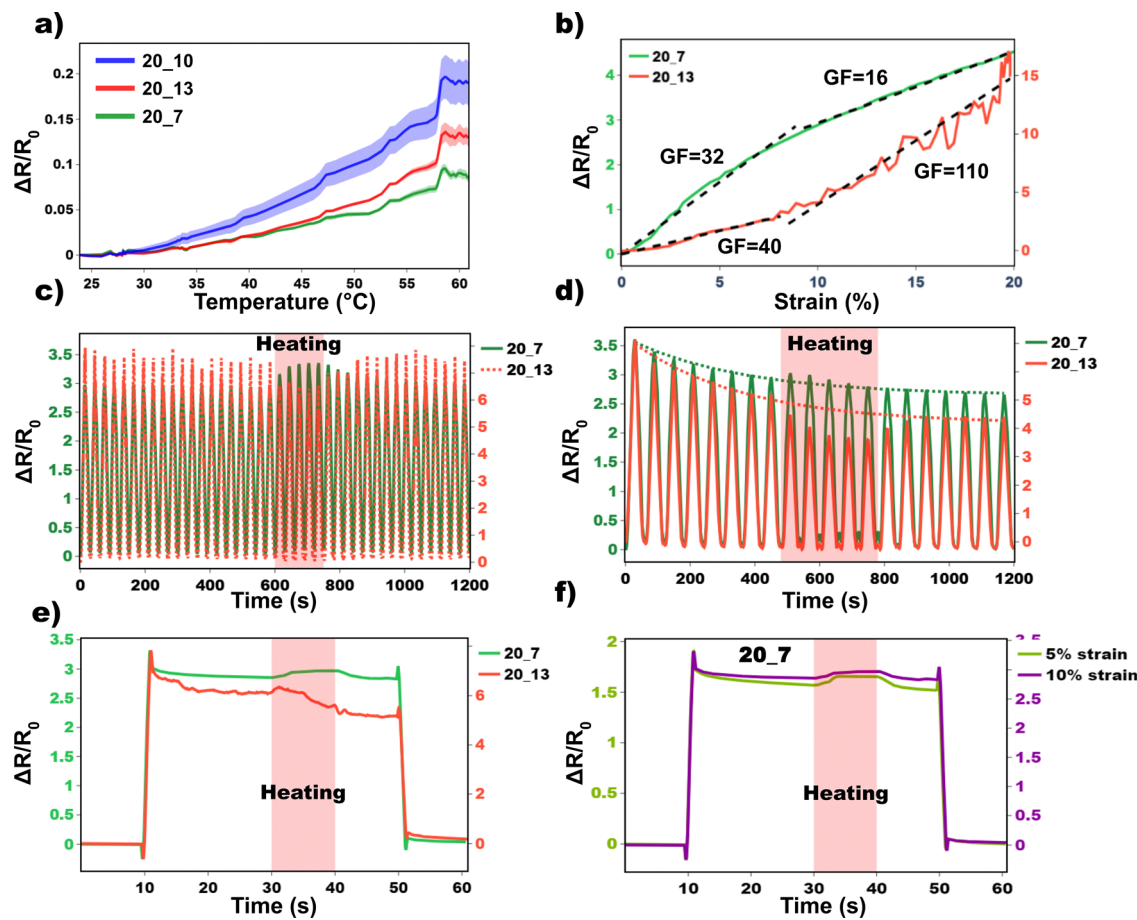 a)
20_10
20_13
20_7
ΔR/R0
0.2
0.15
0.1
0.05
0
25 30 35 40 45 50 55 60
Temperature (°C)
b)
20_7
20_13
ΔR/R0
4
3
2
1
0
15
10
5
0
GF=16
GF=32
GF=110
GF=40
0 5 10 15 20
Strain (%)
c)
Heating
20_7
20_13
ΔR/R0
3.5
3
2.5
2
1.5
1
0.5
0
7
6
5
4
3
2
1
0
0 200 400 600 800 1000 1200
Time (s)
d)
Heating
20_7
20_13
ΔR/R0
3.5
3
2.5
2
1.5
1
0.5
0
5
4
3
2
1
0
0 200 400 600 800 1000 1200
Time (s)
e)
20_7
20_13
ΔR/R0
3.5
3
2.5
2
1.5
1
0.5
0
6
4
2
0
Heating
10 20 30 40 50 60
Time (s)
f)
20_7
5% strain
10% strain
ΔR/R0
2
1.5
1
0.5
0
3.5
3
2.5
2
1.5
1
0.5
0
Heating
10 20 30 40 50 60
Time (s)